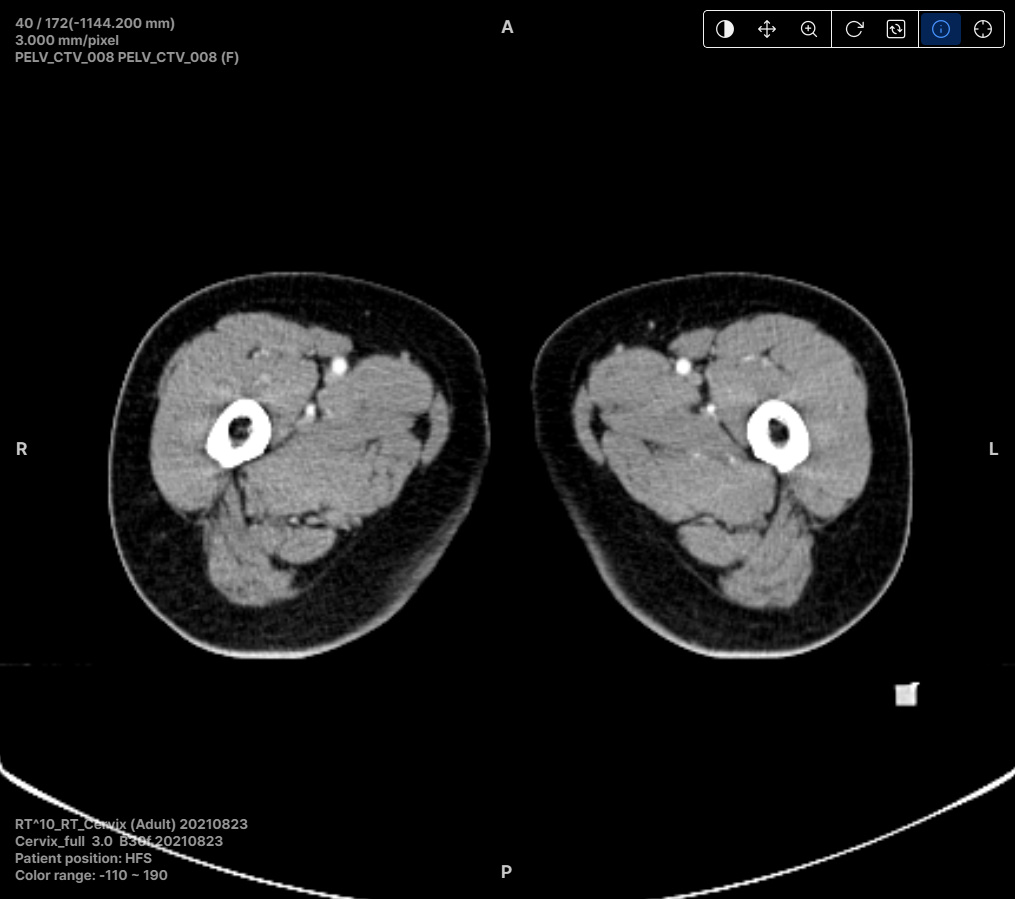 40 / 172(-1144.200 mm)
3.000 mm/pixel
PELV_CTV_008 PELV_CTV_008 (F)
A
R
L
RT^10_RT_Cervix (Adult) 20210823
Cervix_full 3.0 B30f 20210823
Patient position: HFS
Color range: -110 ~ 190
P